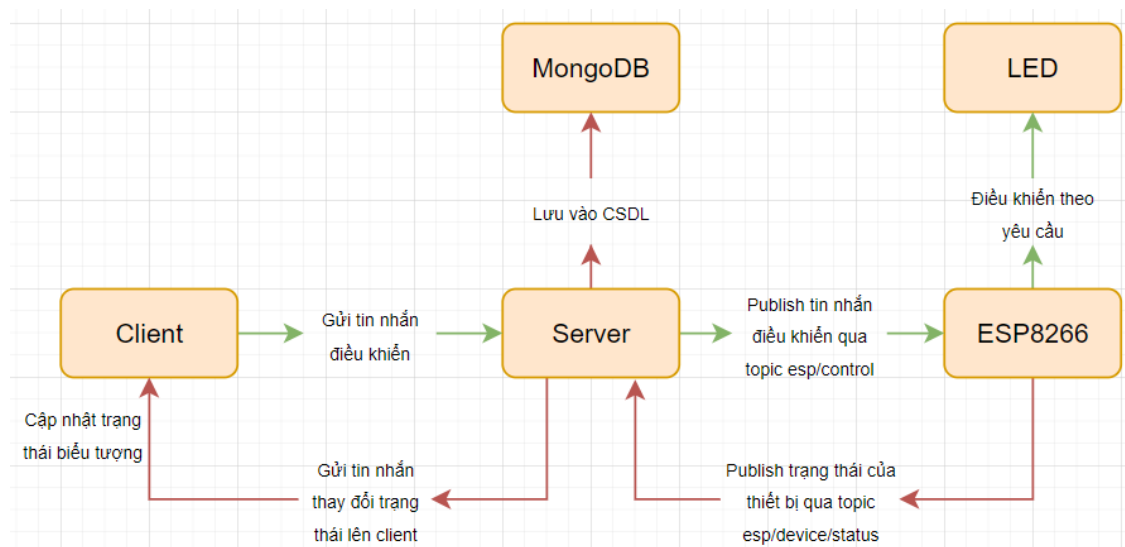 MongoDB
LED
Lưu vào CSDL
Điều khiển theo
yêu cầu
Client
Gửi tin nhắn
điều khiển
Server
Publish tin nhắn
điều khiển qua
topic esp/control
ESP8266
Cập nhật trạng
thái biểu tượng
Gửi tin nhắn
thay đổi trạng
thái lên client
Publish trạng thái của
thiết bị qua topic
esp/device/status